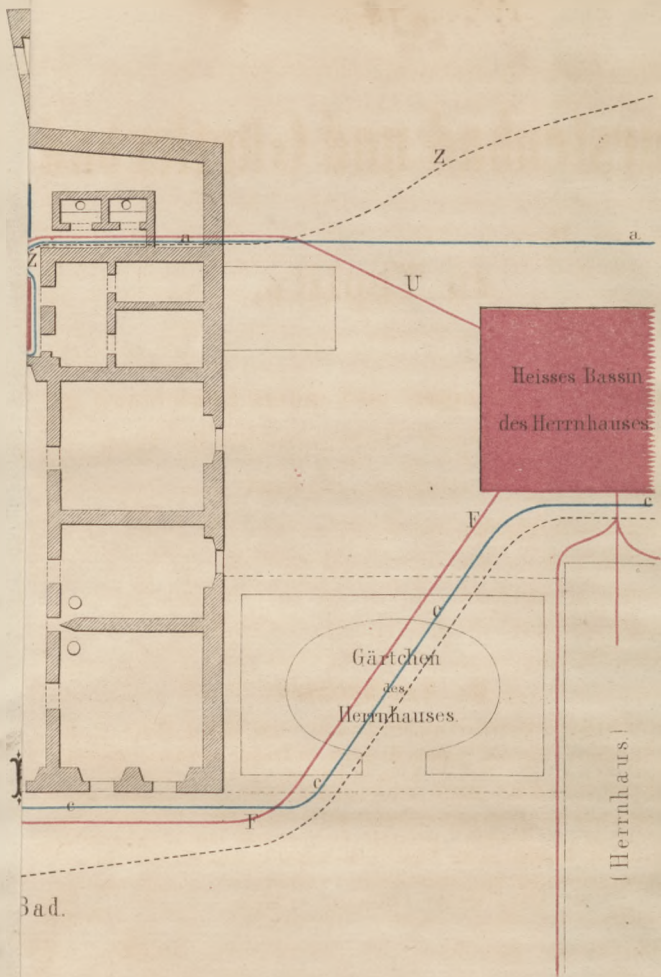 Z
a
a.
Z
U
Heisses Bassin
des Herrnhauses
c
F
c
Gärtchen
des
Herrnhauses.
c
c
F
(Herrnhaus)
Bad.